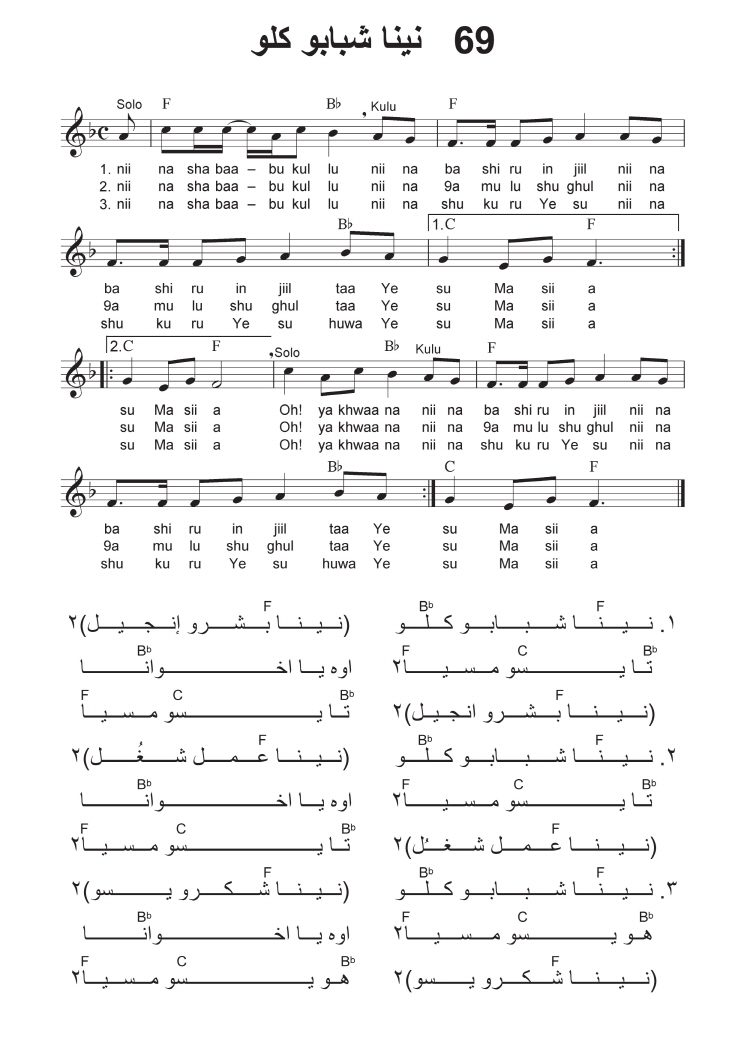 69 نينا شبابو كلو
Solo F Bb , Kulu F
1. nii na sha baa – bu kul lu nii na ba shi ru in jiil nii na
2. nii na sha baa – bu kul lu nii na 9a mu lu shu ghul nii na
3. nii na sha baa – bu kul lu nii na shu ku ru Ye su nii na
Bb 1.C F
ba shi ru in jiil taa Ye su Ma sii a
9a mu lu shu ghul taa Ye su Ma sii a
shu ku ru Ye su huwa Ye su Ma sii a
2.C F , Solo Bb Kulu F
su Ma sii a Oh! ya khwaa na nii na ba shi ru in jiil nii na
su Ma sii a Oh! ya khwaa na nii na 9a mu lu shu ghul nii na
su Ma sii a Oh! ya khwaa na nii na shu ku ru Ye su nii na
Bb C F
ba shi ru in jiil taa Ye su Ma sii a
9a mu lu shu ghul taa Ye su Ma sii a
shu ku ru Ye su huwa Ye su Ma sii a
F Bb F
١. نـيـنـا شـبـابـو كـلـو (نـيـنـا بـشـرو إنـجـيـل)٢
Bb C F Bb
تـا يـسو مـسـيـا٢ اوه يـا اخـوانـا
F Bb C F
(نـيـنـا بـشـرو انـجـيـل)٢ تـا يـسو مـسـيـا
F Bb F
٢. نـيـنـا شـبـابـو كـلـو (نـيـنـا عـمـل شـغُـل)٢
Bb C F Bb
تـا يـسو مـسـيـا٢ اوه يـا اخـوانـا
F Bb C F
(نـيـنـا عـمـل شـغـُل)٢ تـا يـسو مـسـيـا٢
F Bb F
٣. نـيـنـا شـبـابـو كـلـو (نـيـنـا شـكـرو يـسو)٢
Bb C F Bb
هـو يـسو مـسـيـا٢ اوه يـا اخـوانـا
F Bb C F
(نـيـنـا شـكـرو يـسو)٢ هـو يـسو مـسـيـا٢